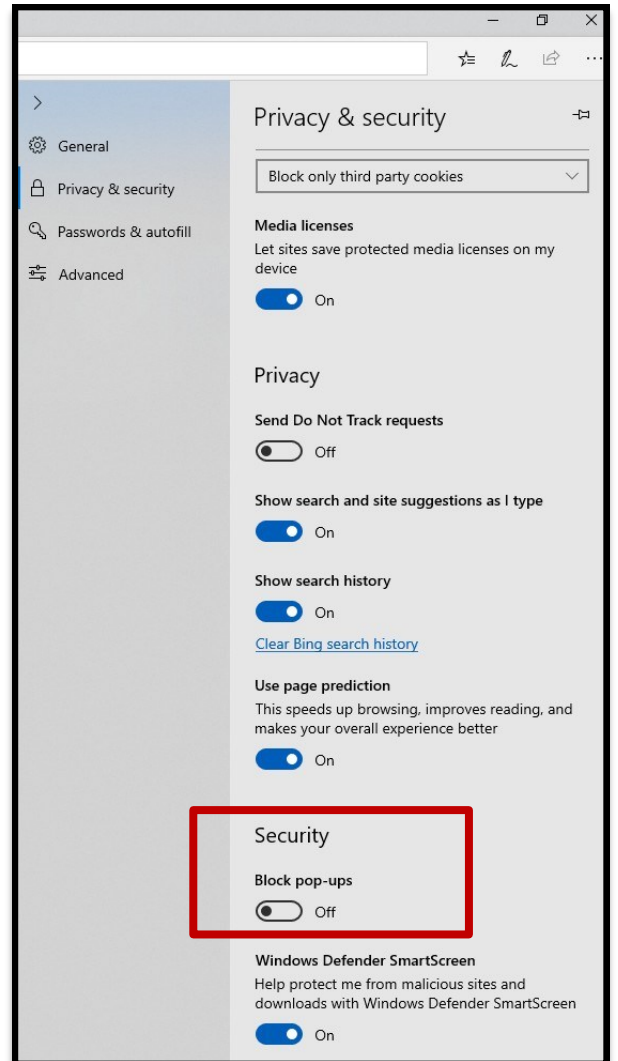 General
Privacy & security
Passwords & autofill
Advanced
Privacy & security
Block only third party cookies
Media licenses
Let sites save protected media licenses on my
device
On
Privacy
Send Do Not Track requests
Off
Show search and site suggestions as I type
On
Show search history
On
Clear Bing search history
Use page prediction
This speeds up browsing, improves reading, and
makes your overall experience better
On
Security
Block pop-ups
Off
Windows Defender SmartScreen
Help protect me from malicious sites and
downloads with Windows Defender SmartScreen
On